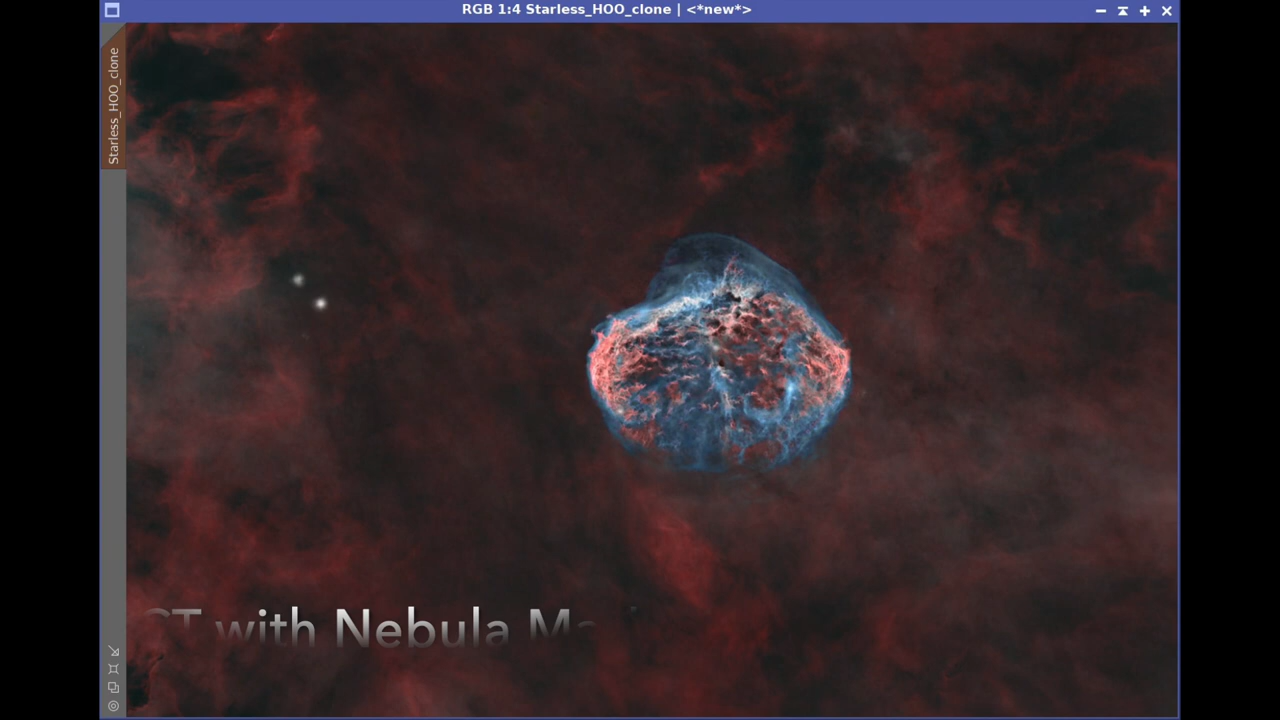 RGB 1:4 Starless_HOO_clone | <*new*>
Starless_HOO_clone
with Nebula